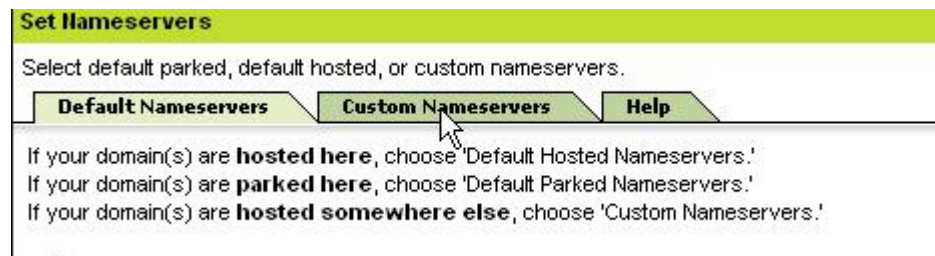 Set Nameservers
Select default parked, default hosted, or custom nameservers.
Default Nameservers Custom Nameservers Help
If your domain(s) are hosted here, choose 'Default Hosted Nameservers.'
If your domain(s) are parked here, choose 'Default Parked Nameservers.'
If your domain(s) are hosted somewhere else, choose 'Custom Nameservers.'